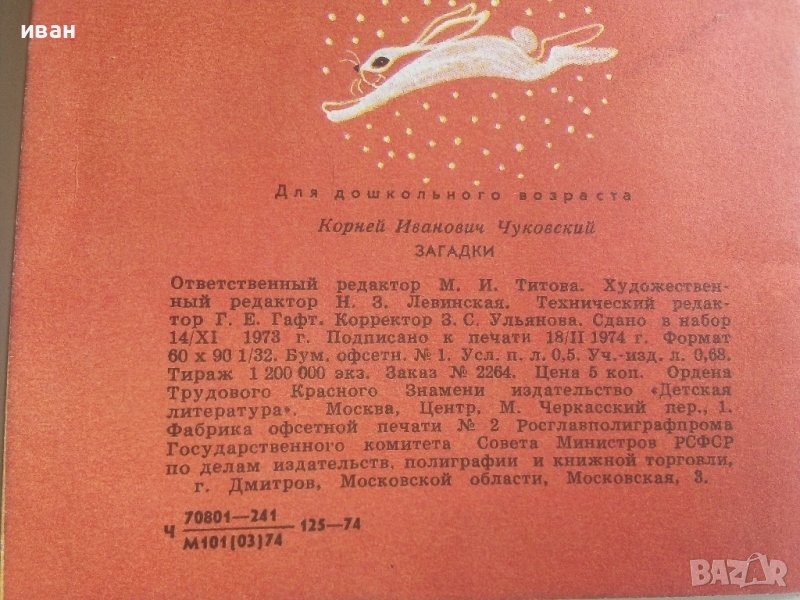 иван
Для дошкольного возраста
Корней Иванович Чуковский
ЗАГАДКИ
Ответственный редактор М. И. Титова. Художествен-
ный редактор Н. З. Левинская. Технический редак-
тор Г. Е. Гафт. Корректор З. С. Ульянова. Сдано в набор
14/XI 1973 г. Подписано к печати 18/II 1974 г. Формат
60 х 90 1/32. Бум. офсетн. № 1. Усл. п. л. 0,5. Уч.-изд. л. 0,68.
Тираж 1 200 000 экз. Заказ № 2264. Цена 5 коп. Ордена
Трудового Красного Знамени издательство «Детская
литература». Москва, Центр, М. Черкасский пер., 1.
Фабрика офсетной печати № 2 Росглавполиграфпрома
Государственного комитета Совета Министров РСФСР
по делам издательств, полиграфии и книжной торговли,
г. Дмитров, Московской области, Московская, 3.
Ч 70801—241 125—74
М101(03)74
BAZAR